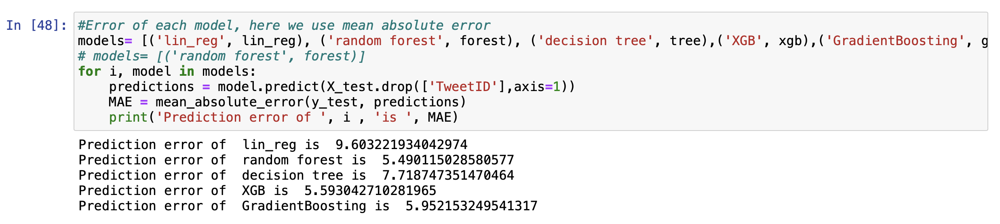 In [48]: #Error of each model, here we use mean absolute error
models= [('lin_reg', lin_reg), ('random forest', forest), ('decision tree', tree),('XGB', xgb),('GradientBoosting', g
# models= [('random forest', forest)]
for i, model in models:
    predictions = model.predict(X_test.drop(['TweetID'],axis=1))
    MAE = mean_absolute_error(y_test, predictions)
    print('Prediction error of ', i , 'is ', MAE)
Prediction error of  lin_reg is  9.603221934042974
Prediction error of  random forest is  5.490115028580577
Prediction error of  decision tree is  7.718747351470464
Prediction error of  XGB is  5.593042710281965
Prediction error of  GradientBoosting is  5.952153249541317